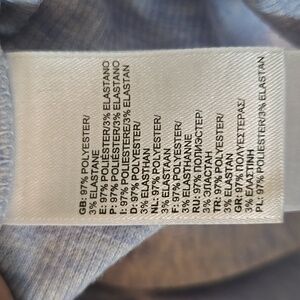 GB: 97% POLYESTER/
3% ELASTANE
E: 97% POLIÉSTER/3% ELASTANO
P: 97% POLIÉSTER/3% ELASTANO
I: 97% POLIESTERE/3% ELASTAN
D: 97% POLYESTER/
3% ELASTHAN
NL: 97% POLYESTER/
3% ELASTAAN
F: 97% POLYESTER/
3% ELASTHANNE
RU: 97% ПОЛИЭСТЕР/
3% ЭЛАСТАН
TR: 97% POLYESTER/
3% ELASTAN
GR: 97% ΠΟΛΥΕΣΤΕΡΑΣ/
3% ΕΛΑΣΤΙΝΗ
PL: 97% POLIESTER/3% ELASTAN